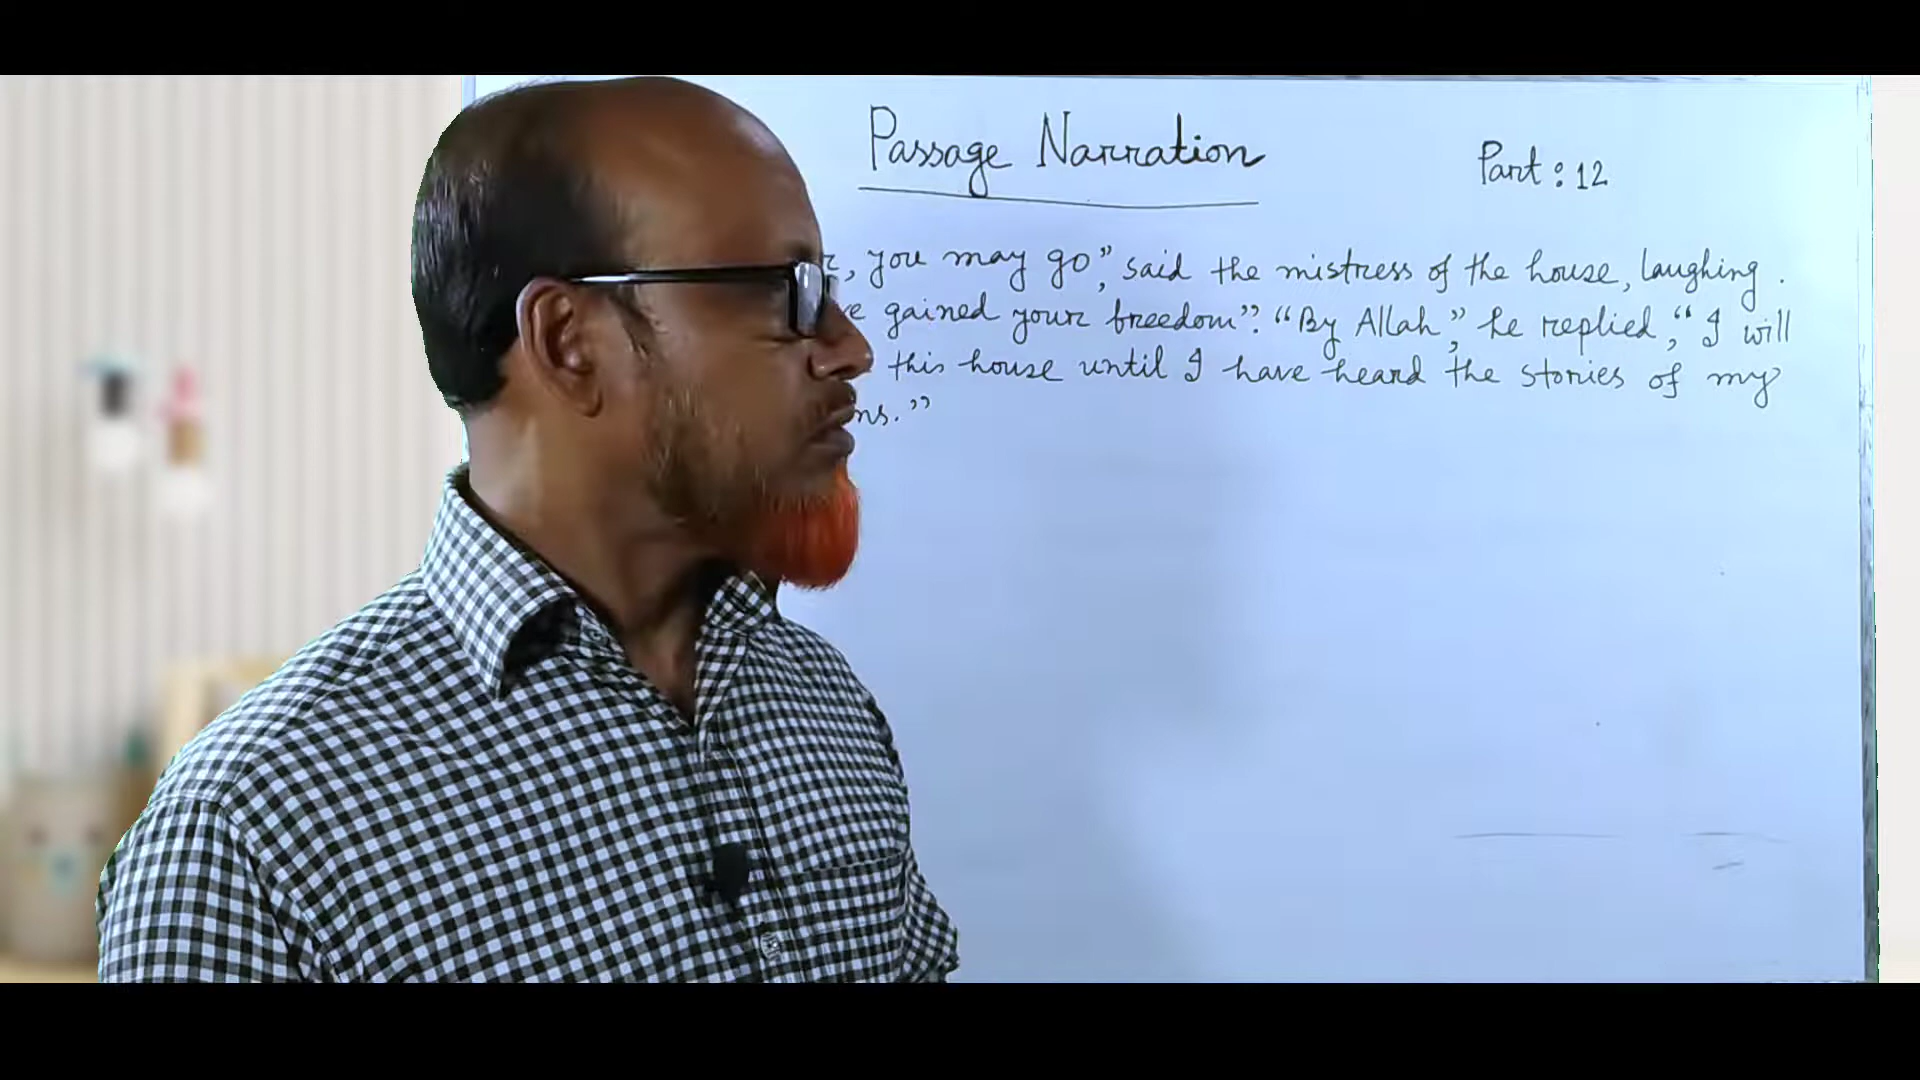 Passage Narration
Part : 12
you may go", said the mistress of the house, laughing.
gained your freedom". "By Allah", he replied, "I will
this house until I have heard the stories of my